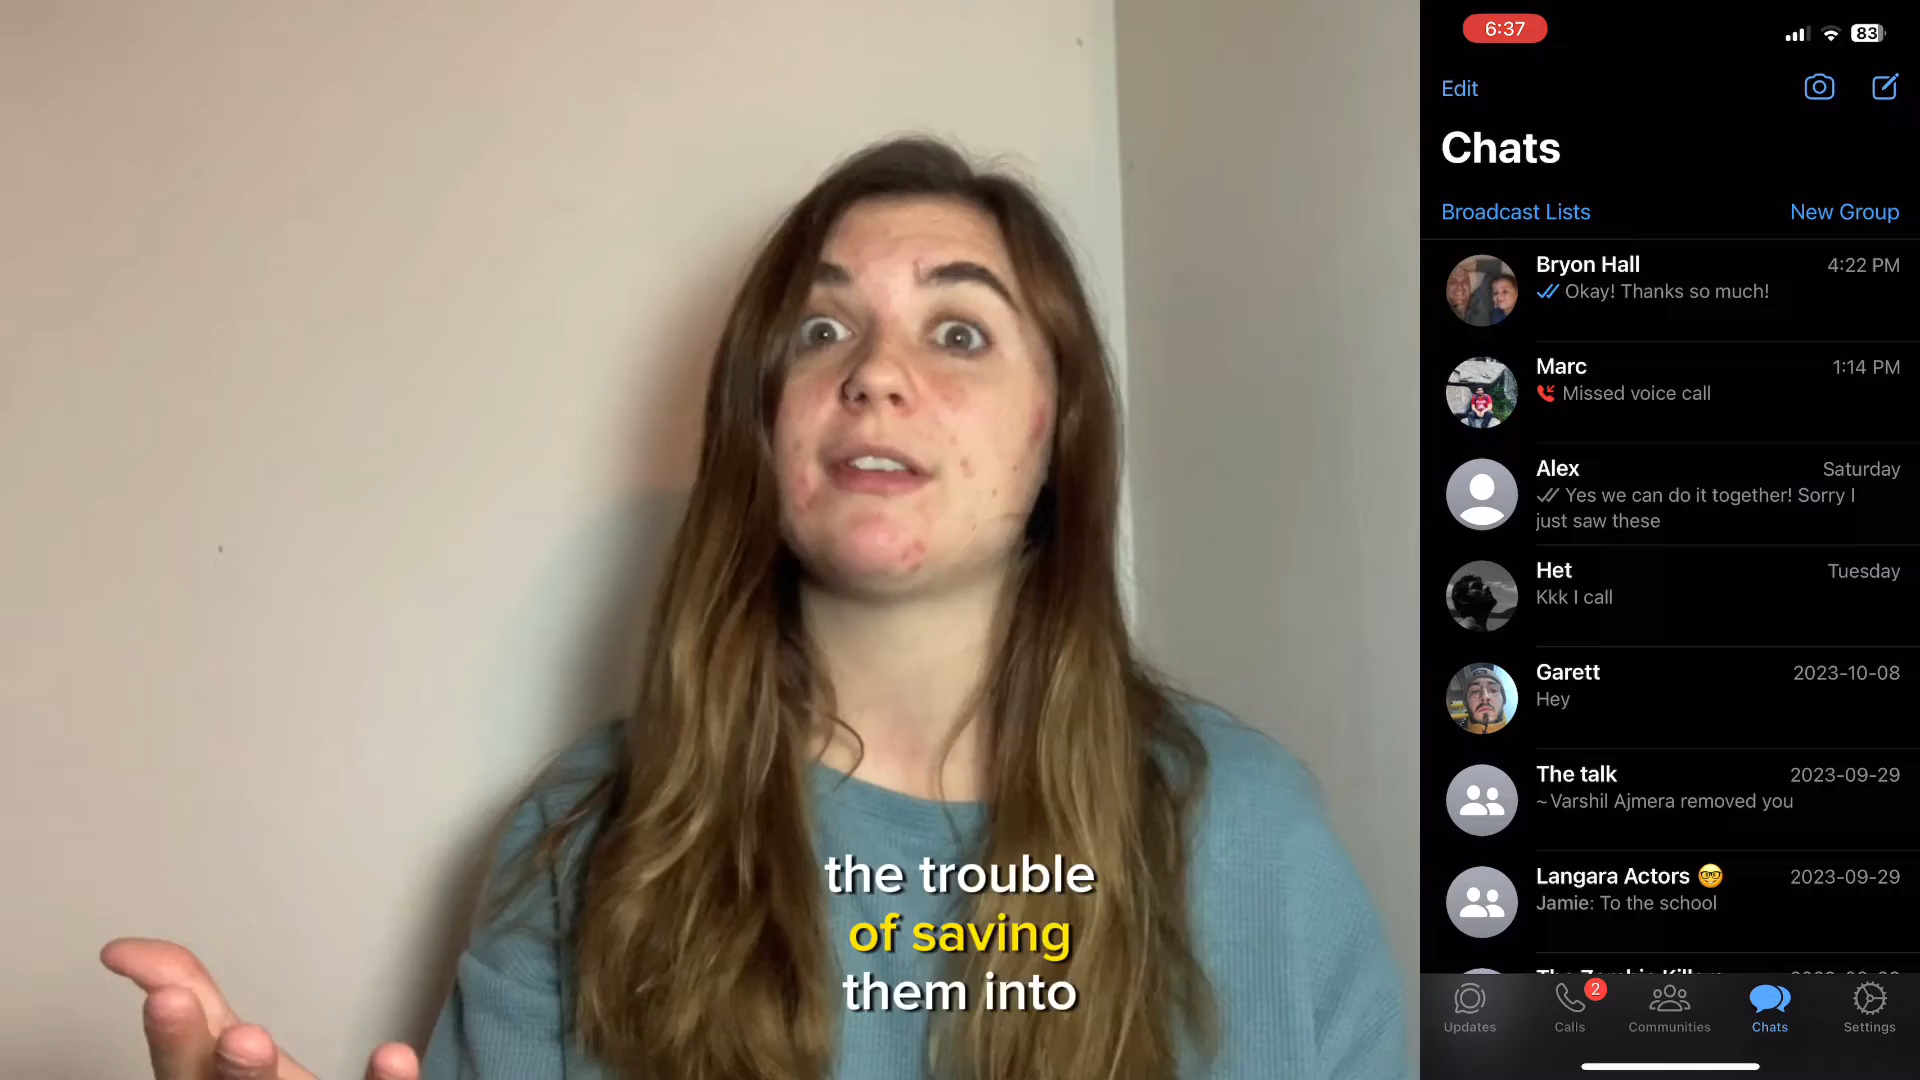 6:37
83
Edit
Chats
Broadcast Lists
New Group
Bryon Hall
4:22 PM
Okay! Thanks so much!
Marc
1:14 PM
Missed voice call
Alex
Saturday
Yes we can do it together! Sorry I
just saw these
Het
Tuesday
Kkk I call
Garett
2023-10-08
Hey
The talk
2023-09-29
~Varshil Ajmera removed you
Langara Actors 🤓
2023-09-29
Jamie: To the school
2
Updates
Calls
Communities
Chats
Settings
the trouble
of saving
them into